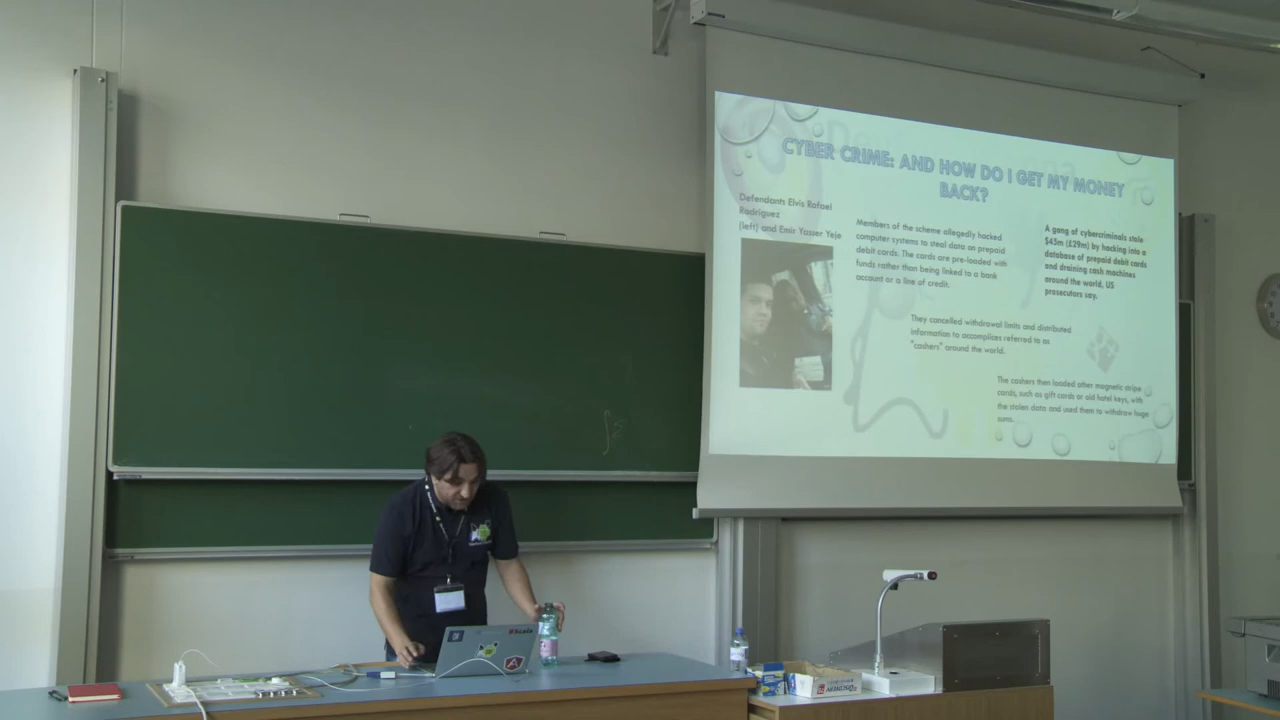 CYBER CRIME: AND HOW DO I GET MY MONEY
BACK?
Defendants Elvis Rafael
Rodriguez
(left) and Emir Yasser Yeje
Members of the scheme allegedly hacked
computer systems to steal data on prepaid
debit cards. The cards are pre-loaded with
funds rather than being linked to a bank
account or a line of credit.
A gang of cybercriminals stole
$45m (£29m) by hacking into a
database of prepaid debit cards
and draining cash machines
around the world, US
prosecutors say.
They cancelled withdrawal limits and distributed
information to accomplices referred to as
"cashers" around the world.
The cashers then loaded other magnetic stripe
cards, such as gift cards or old hotel keys, with
the stolen data and used them to withdraw huge
sums.
∫
Scala
A